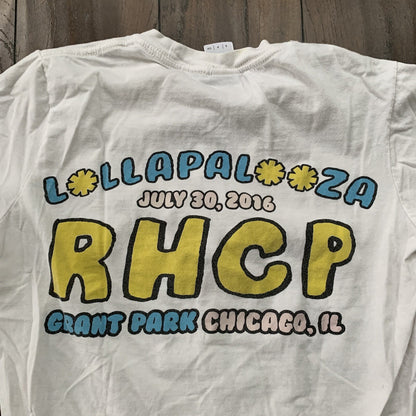 LOLLAPALOOZA
JULY 30, 2016
RHCP
GRANT PARK CHICAGO, IL